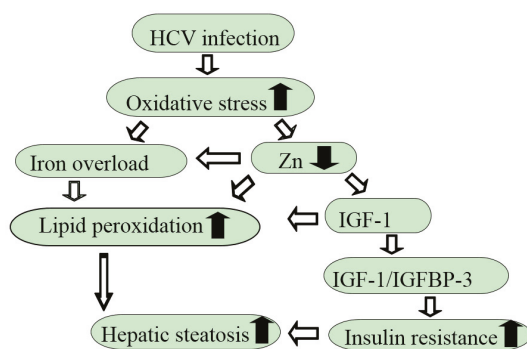 HCV infection
Oxidative stress
Iron overload
Zn
Lipid peroxidation
IGF-1
IGF-1/IGFBP-3
Hepatic steatosis
Insulin resistance